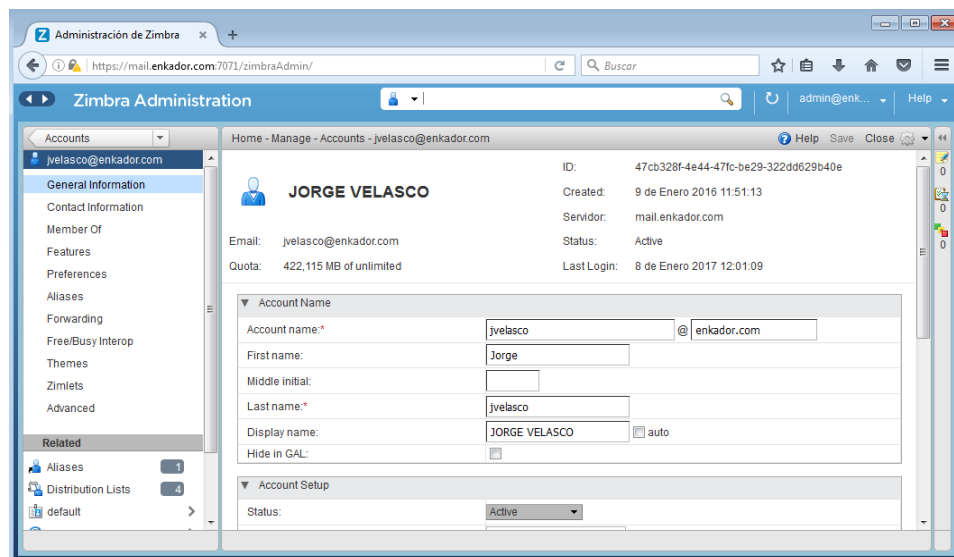 Administración de Zimbra
https://mail.enkador.com:7071/zimbraAdmin/
Buscar
Zimbra Administration
admin@enk...
Help
Accounts
Home - Manage - Accounts - jvelasco@enkador.com
Help Save Close
jvelasco@enkador.com
General Information
Contact Information
Member Of
Features
Preferences
Aliases
Forwarding
Free/Busy Interop
Themes
Zimlets
Advanced
Related
Aliases 1
Distribution Lists 4
default
JORGE VELASCO
ID: 47cb328f-4e44-47fc-be29-322dd629b40e
Created: 9 de Enero 2016 11:51:13
Servidor: mail.enkador.com
Email: jvelasco@enkador.com
Status: Active
Quota: 422,115 MB of unlimited
Last Login: 8 de Enero 2017 12:01:09
Account Name
Account name:* jvelasco @ enkador.com
First name: Jorge
Middle initial:
Last name:* jvelasco
Display name: JORGE VELASCO auto
Hide in GAL:
Account Setup
Status: Active
0
0
0